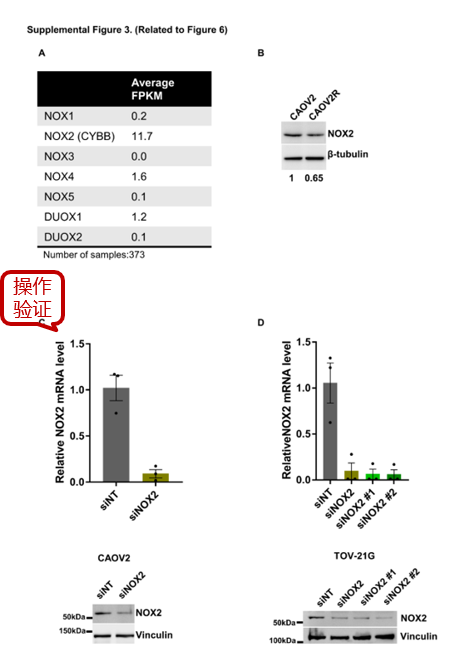 Supplemental Figure 3. (Related to Figure 6)
A
Average
FPKM
NOX1 0.2
NOX2 (CYBB) 11.7
NOX3 0.0
NOX4 1.6
NOX5 0.1
DUOX1 1.2
DUOX2 0.1
Number of samples:373
B
CAOV2 CAOV2R
NOX2
β-tubulin
1 0.65
操作
验证
C
Relative NOX2 mRNA level
1.5
1.0
0.5
0.0
siNT siNOX2
CAOV2
siNT siNOX2
50kDa NOX2
150kDa Vinculin
D
RelativeNOX2 mRNA level
1.5
1.0
0.5
0.0
siNT siNOX2 siNOX2 #1 siNOX2 #2
TOV-21G
siNT siNOX2 siNOX2 #1 siNOX2 #2
50kDa NOX2
100kDa Vinculin